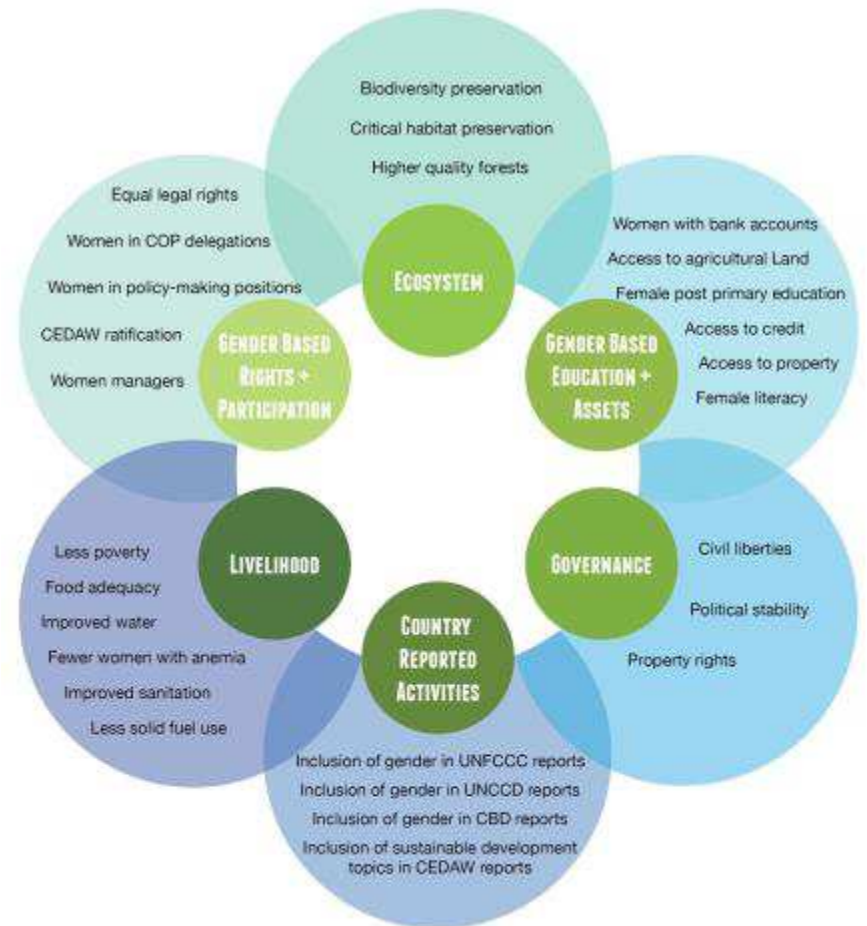 Biodiversity preservation
Critical habitat preservation
Higher quality forests
ECOSYSTEM
Women with bank accounts
Access to agricultural Land
Female post primary education
Access to credit
Access to property
Female literacy
GENDER BASED
EDUCATION +
ASSETS
Civil liberties
Political stability
Property rights
GOVERNANCE
COUNTRY
REPORTED
ACTIVITIES
Inclusion of gender in UNFCCC reports
Inclusion of gender in UNCCD reports
Inclusion of gender in CBD reports
Inclusion of sustainable development
topics in CEDAW reports
LIVELIHOOD
Less poverty
Food adequacy
Improved water
Fewer women with anemia
Improved sanitation
Less solid fuel use
Equal legal rights
Women in COP delegations
Women in policy-making positions
CEDAW ratification
Women managers
GENDER BASED
RIGHTS +
PARTICIPATION